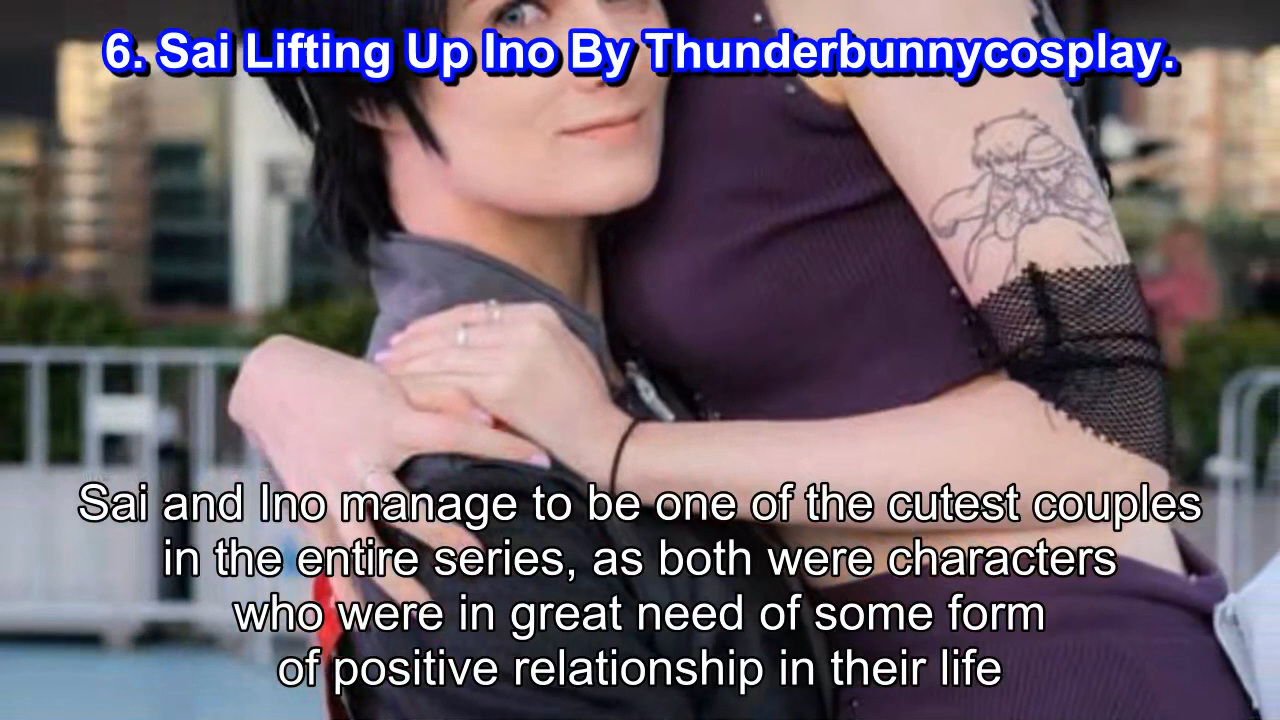 6. Sai Lifting Up Ino By Thunderbunnycosplay.
Sai and Ino manage to be one of the cutest couples
in the entire series, as both were characters
who were in great need of some form
of positive relationship in their life